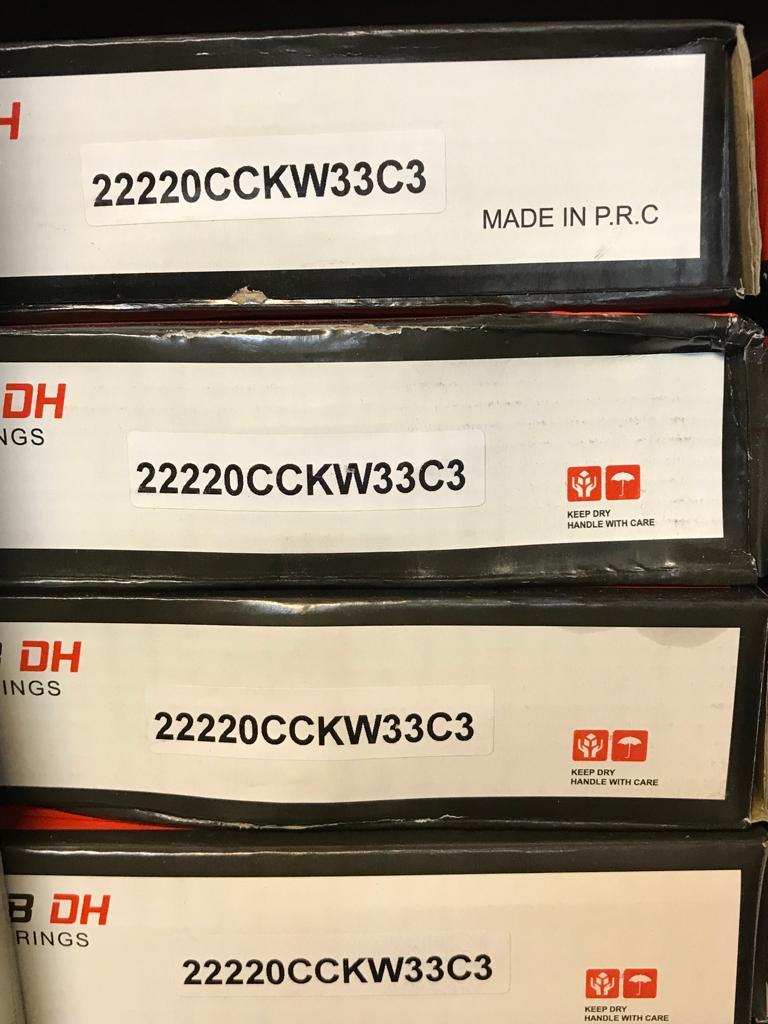 H
22220CCKW33C3
MADE IN P.R.C
DH
NGS
22220CCKW33C3
KEEP DRY
HANDLE WITH CARE
DH
INGS
22220CCKW33C3
KEEP DRY
HANDLE WITH CARE
B DH
RINGS
22220CCKW33C3
KEEP DRY
HANDLE WITH CARE